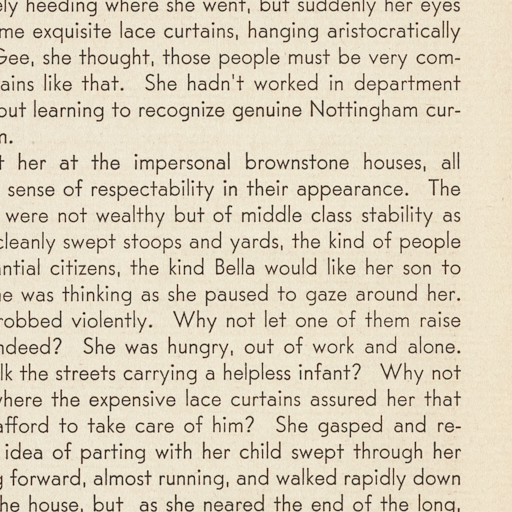 ely heeding where she went, but suddenly her eyes
me exquisite lace curtains, hanging aristocratically
Gee, she thought, those people must be very com-
ains like that. She hadn't worked in department
out learning to recognize genuine Nottingham cur-
n.
t her at the impersonal brownstone houses, all
sense of respectability in their appearance. The
were not wealthy but of middle class stability as
cleanly swept stoops and yards, the kind of people
antial citizens, the kind Bella would like her son to
he was thinking as she paused to gaze around her.
robbed violently. Why not let one of them raise
ndeed? She was hungry, out of work and alone.
lk the streets carrying a helpless infant? Why not
where the expensive lace curtains assured her that
afford to take care of him? She gasped and re-
idea of parting with her child swept through her
g forward, almost running, and walked rapidly down
he house, but as she neared the end of the long,